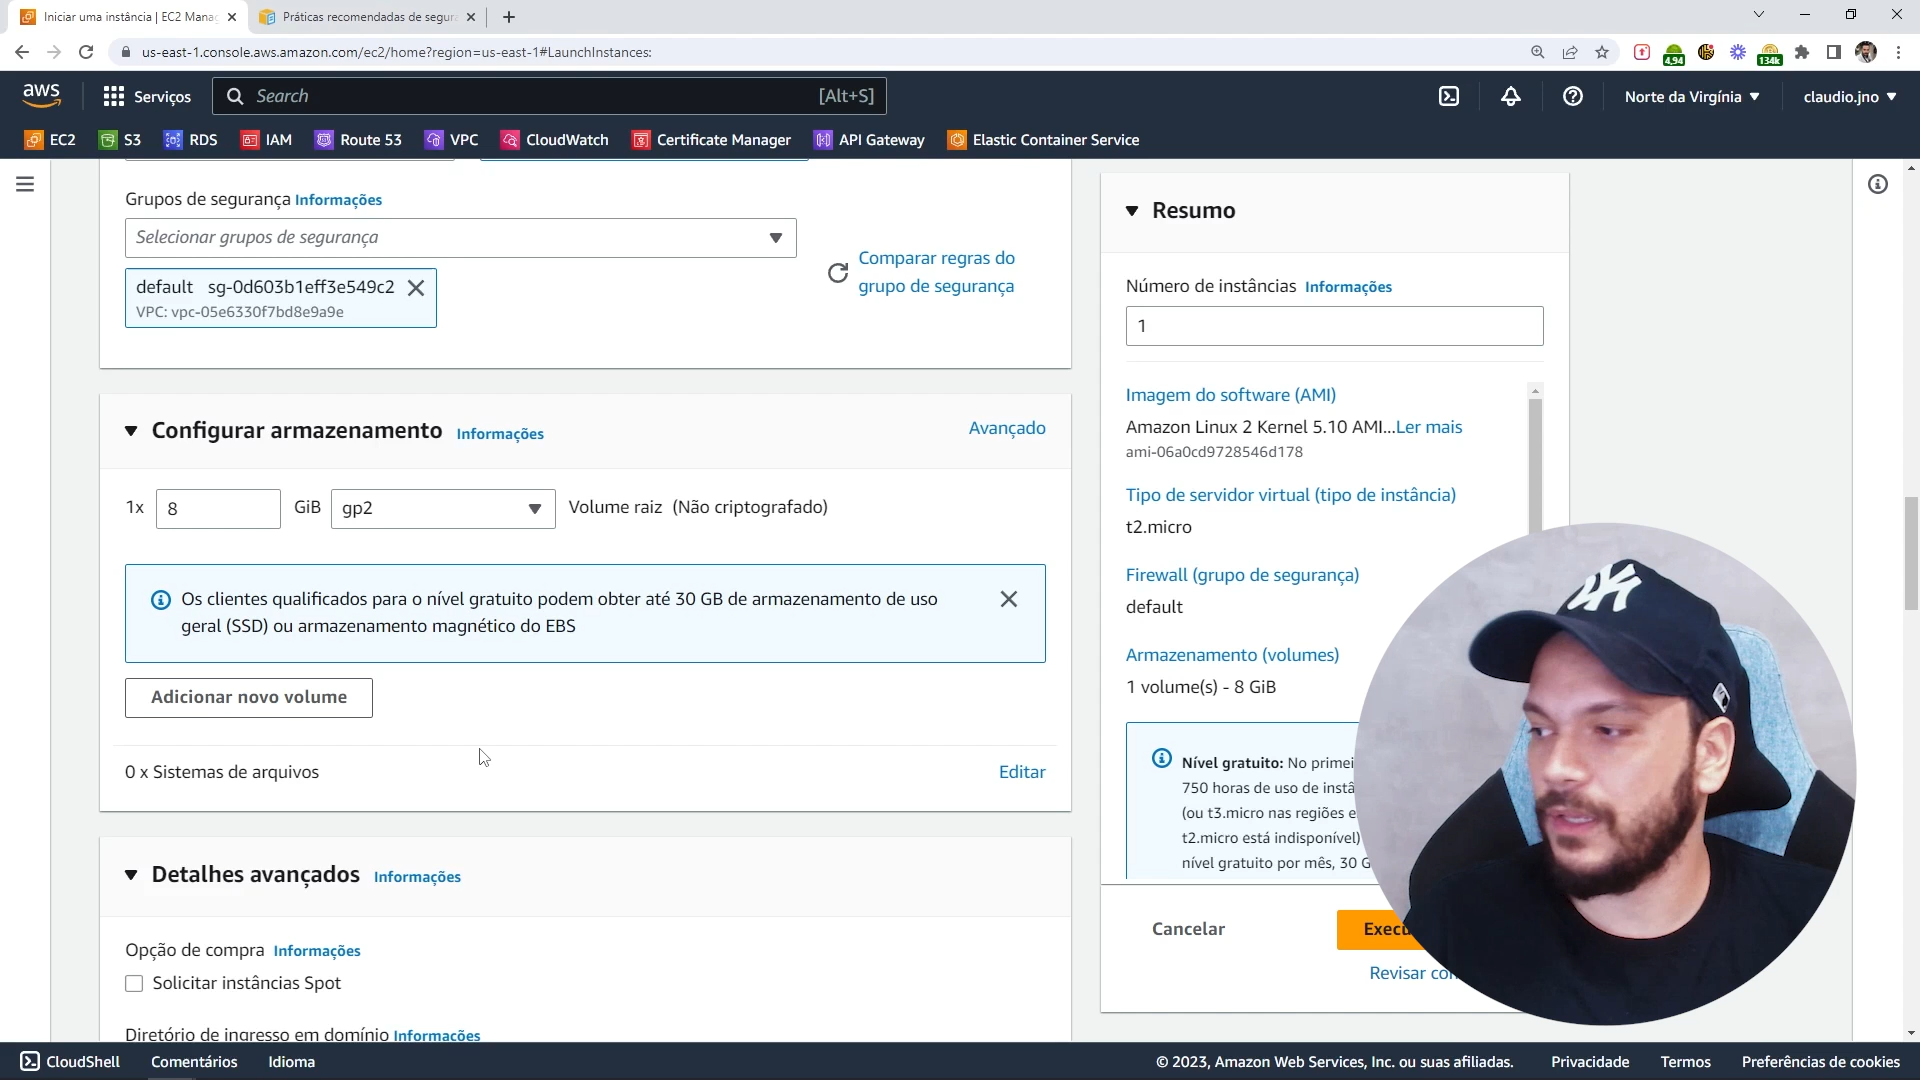 Iniciar uma instância | EC2 Manag
Práticas recomendadas de segura
us-east-1.console.aws.amazon.com/ec2/home?region=us-east-1#LaunchInstances:
4,94
134k
aws
Serviços
Search
[Alt+S]
Norte da Virgínia
claudio.jno
EC2
S3
RDS
IAM
Route 53
VPC
CloudWatch
Certificate Manager
API Gateway
Elastic Container Service
Grupos de segurança Informações
Selecionar grupos de segurança
default sg-0d603b1eff3e549c2
VPC: vpc-05e6330f7bd8e9a9e
Comparar regras do
grupo de segurança
Configurar armazenamento Informações
Avançado
1x 8 GiB gp2 Volume raiz (Não criptografado)
Os clientes qualificados para o nível gratuito podem obter até 30 GB de armazenamento de uso
geral (SSD) ou armazenamento magnético do EBS
Adicionar novo volume
0 x Sistemas de arquivos
Editar
Detalhes avançados Informações
Opção de compra Informações
Solicitar instâncias Spot
Diretório de ingresso em domínio Informações
Resumo
Número de instâncias Informações
1
Imagem do software (AMI)
Amazon Linux 2 Kernel 5.10 AMI...Ler mais
ami-06a0cd9728546d178
Tipo de servidor virtual (tipo de instância)
t2.micro
Firewall (grupo de segurança)
default
Armazenamento (volumes)
1 volume(s) - 8 GiB
Nível gratuito: No primei
750 horas de uso de instâ
(ou t3.micro nas regiões e
t2.micro está indisponível)
nível gratuito por mês, 30 G
Cancelar
Execu
Revisar con
CloudShell
Comentários
Idioma
© 2023, Amazon Web Services, Inc. ou suas afiliadas.
Privacidade
Termos
Preferências de cookies